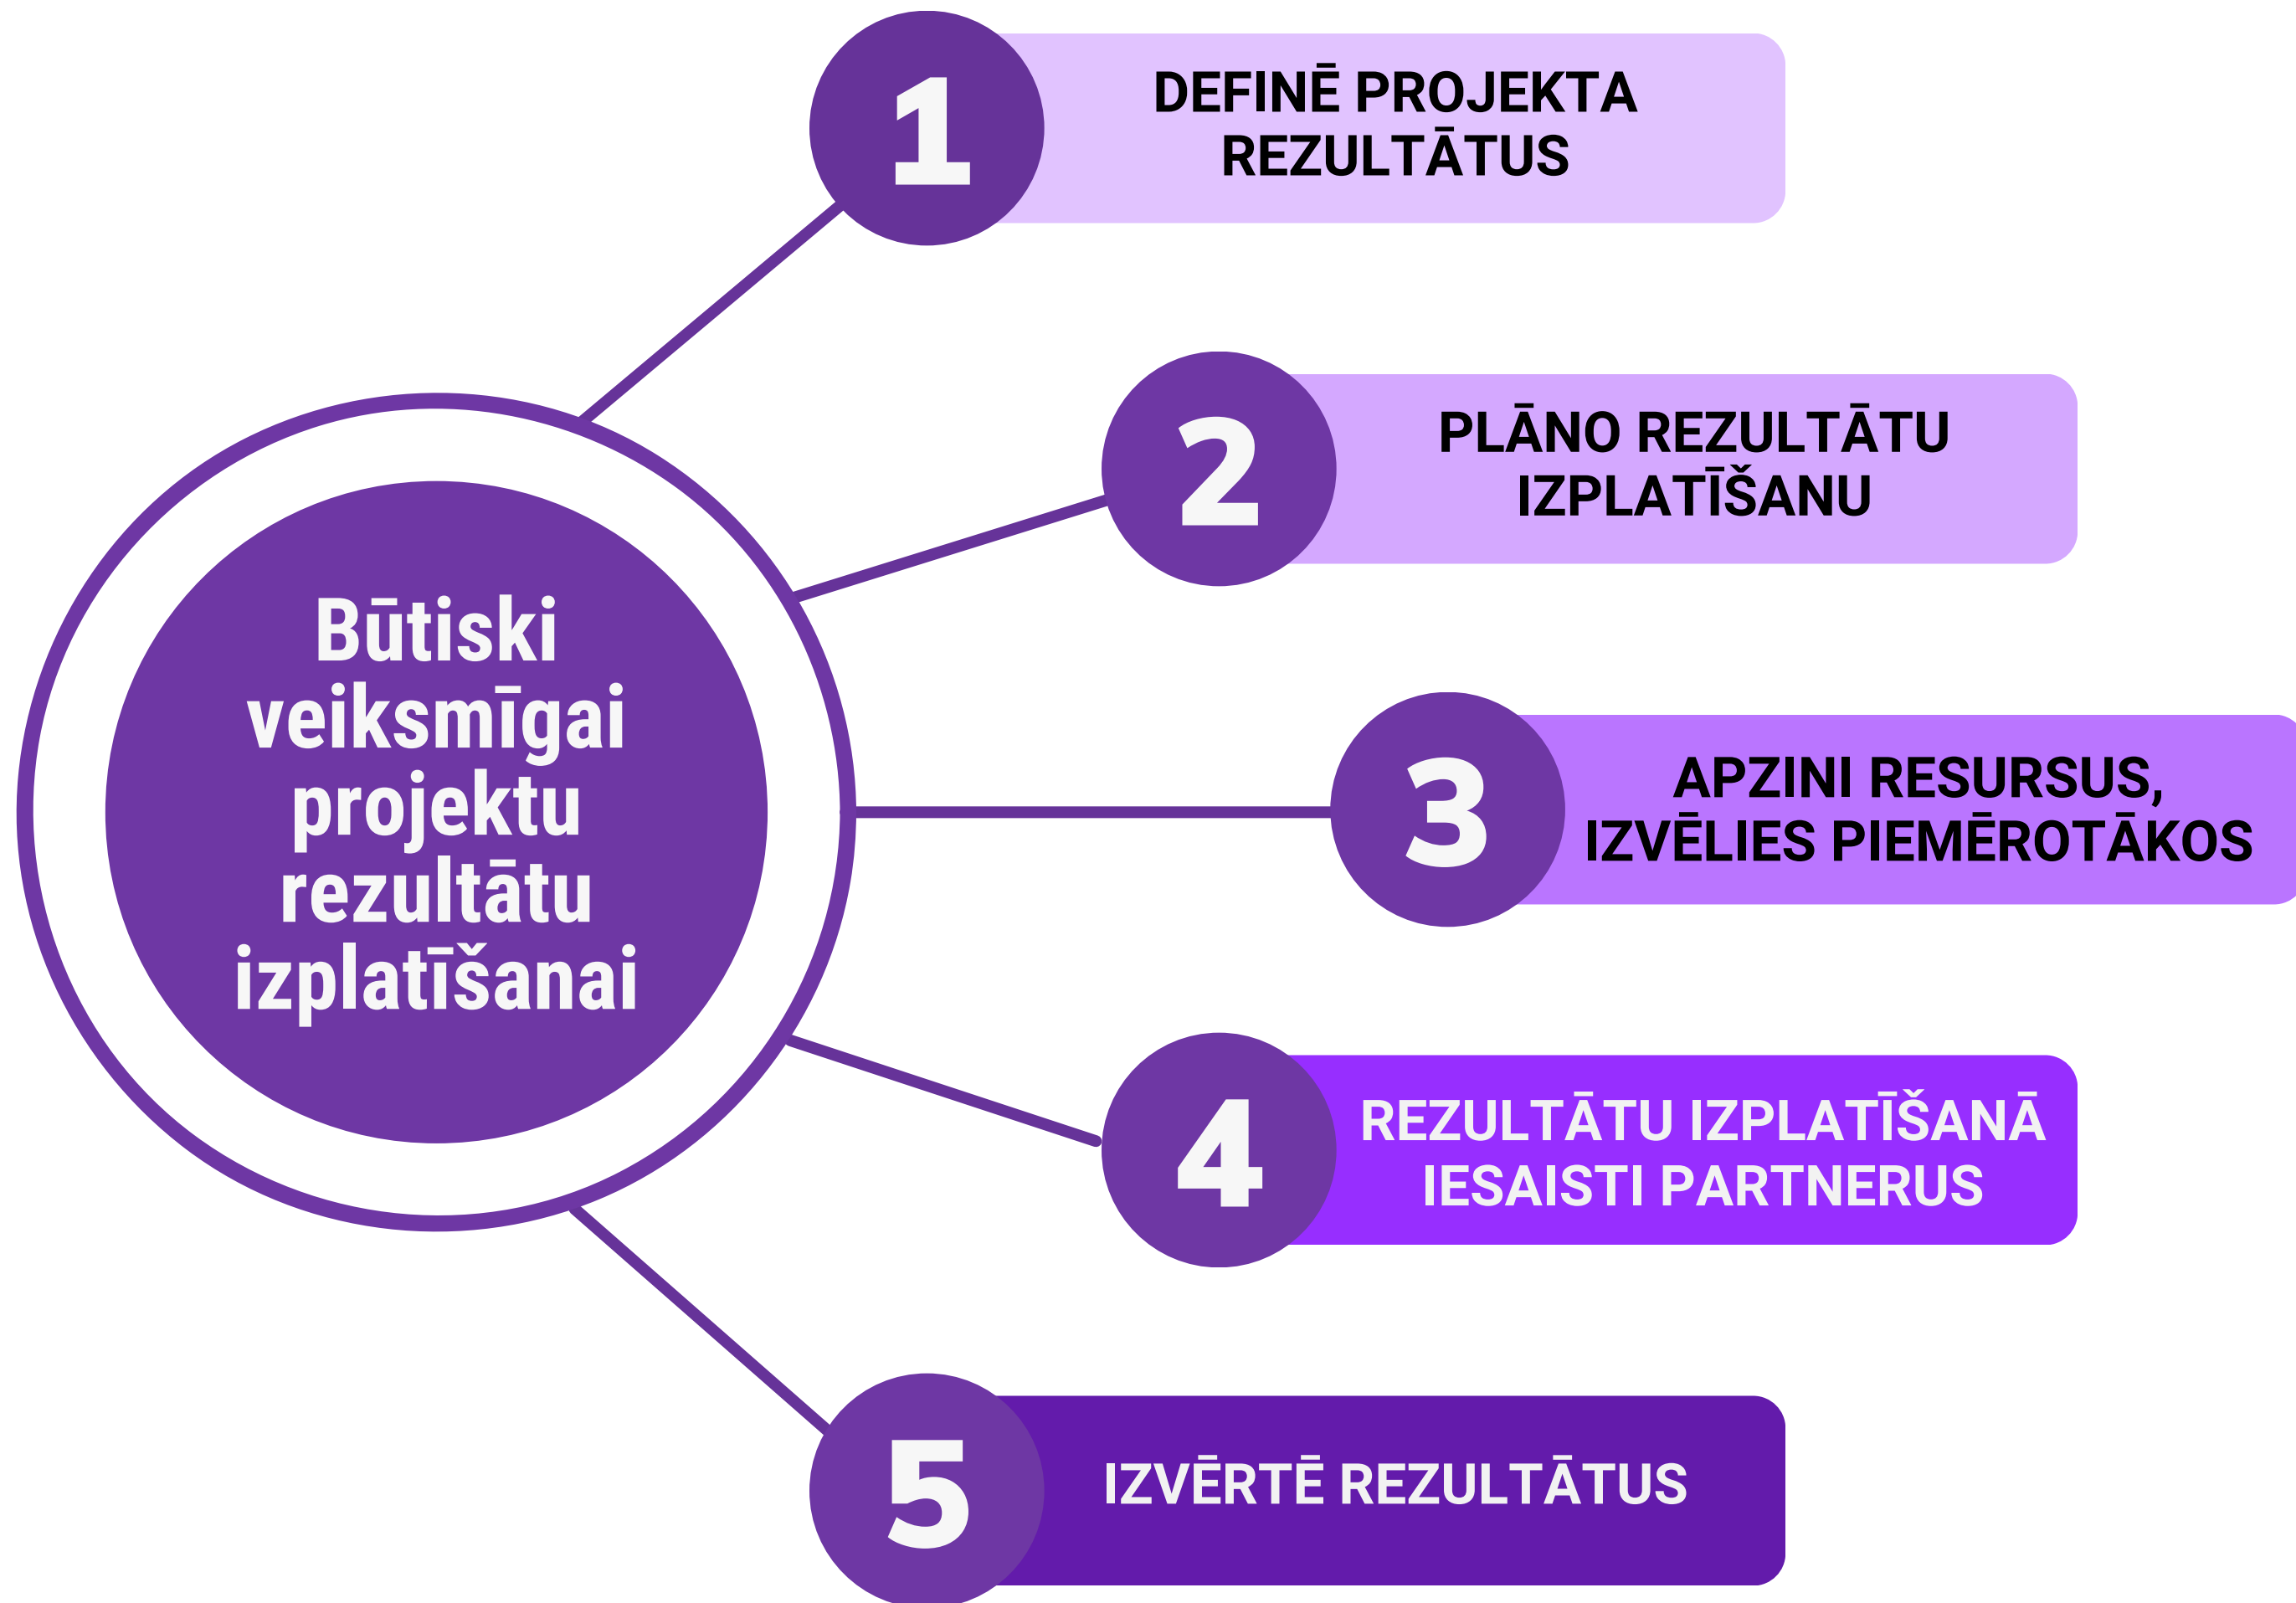 Būtiski
veiksmīgai
projektu
rezultātu
izplatīšanai
1
DEFINĒ PROJEKTA
REZULTĀTUS
2
PLĀNO REZULTĀTU
IZPLATĪŠANU
3
APZINI RESURSUS,
IZVĒLIES PIEMĒROTĀKOS
4
REZULTĀTU IZPLATĪŠANĀ
IESAISTI PARTNERUS
5
IZVĒRTĒ REZULTĀTUS